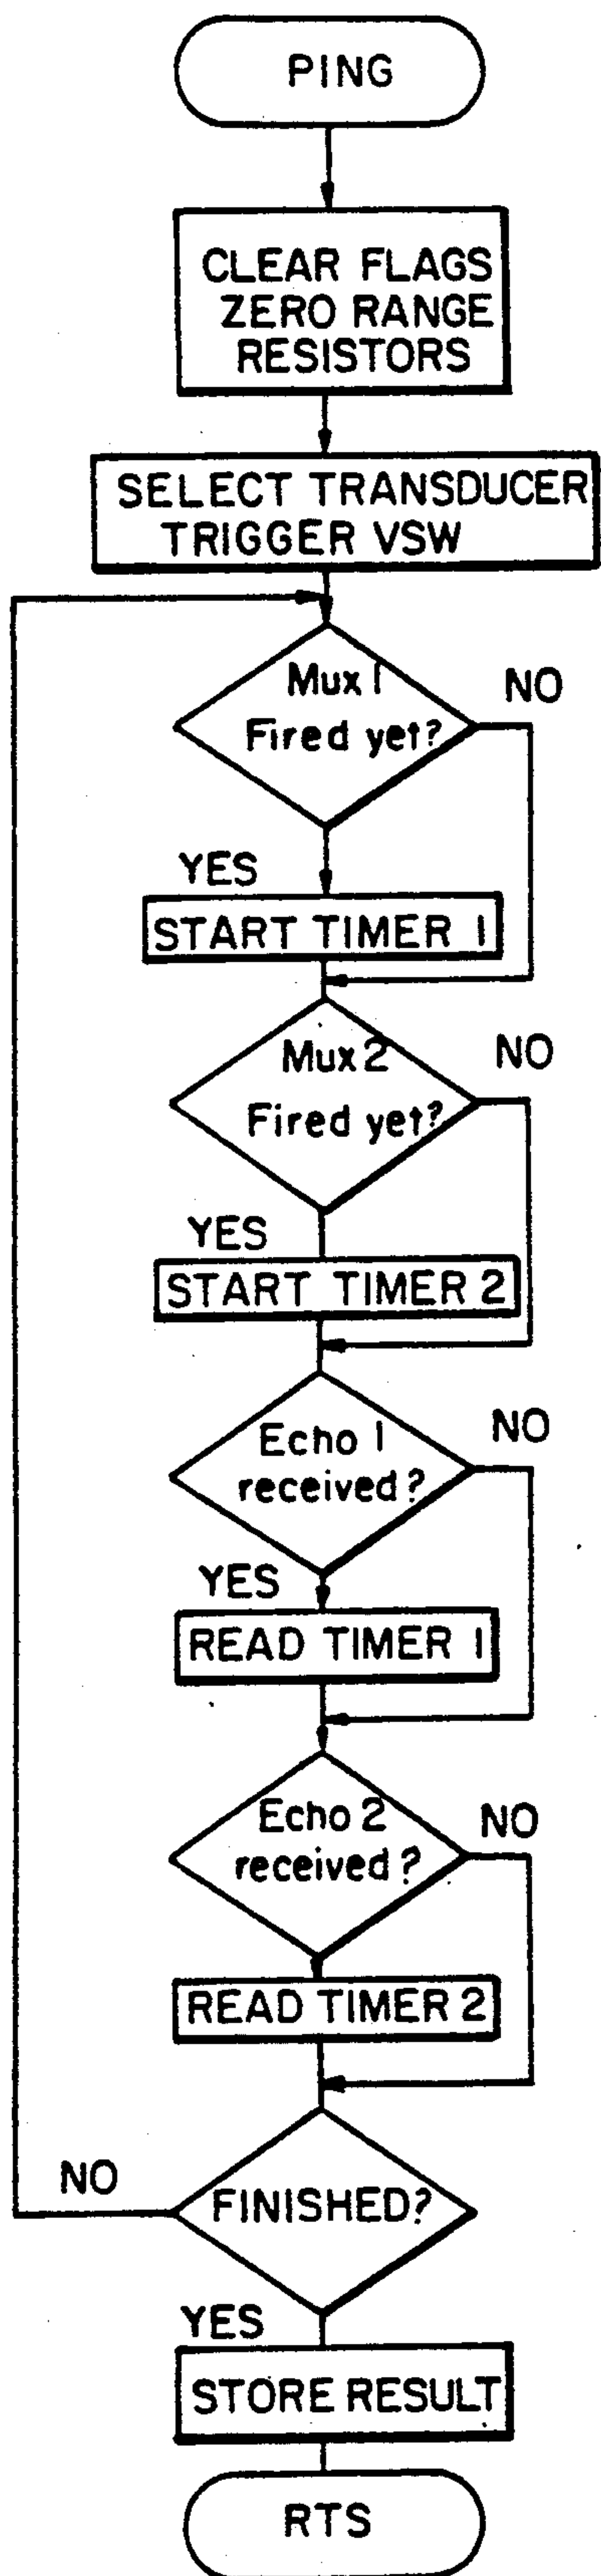 PING
CLEAR FLAGS
ZERO RANGE
RESISTORS
SELECT TRANSDUCER
TRIGGER VSW
Mux 1
Fired yet?
NO
YES
START TIMER 1
Mux 2
Fired yet?
NO
YES
START TIMER 2
Echo 1
received?
NO
YES
READ TIMER 1
Echo 2
received?
NO
READ TIMER 2
FINISHED?
NO
YES
STORE RESULT
RTS